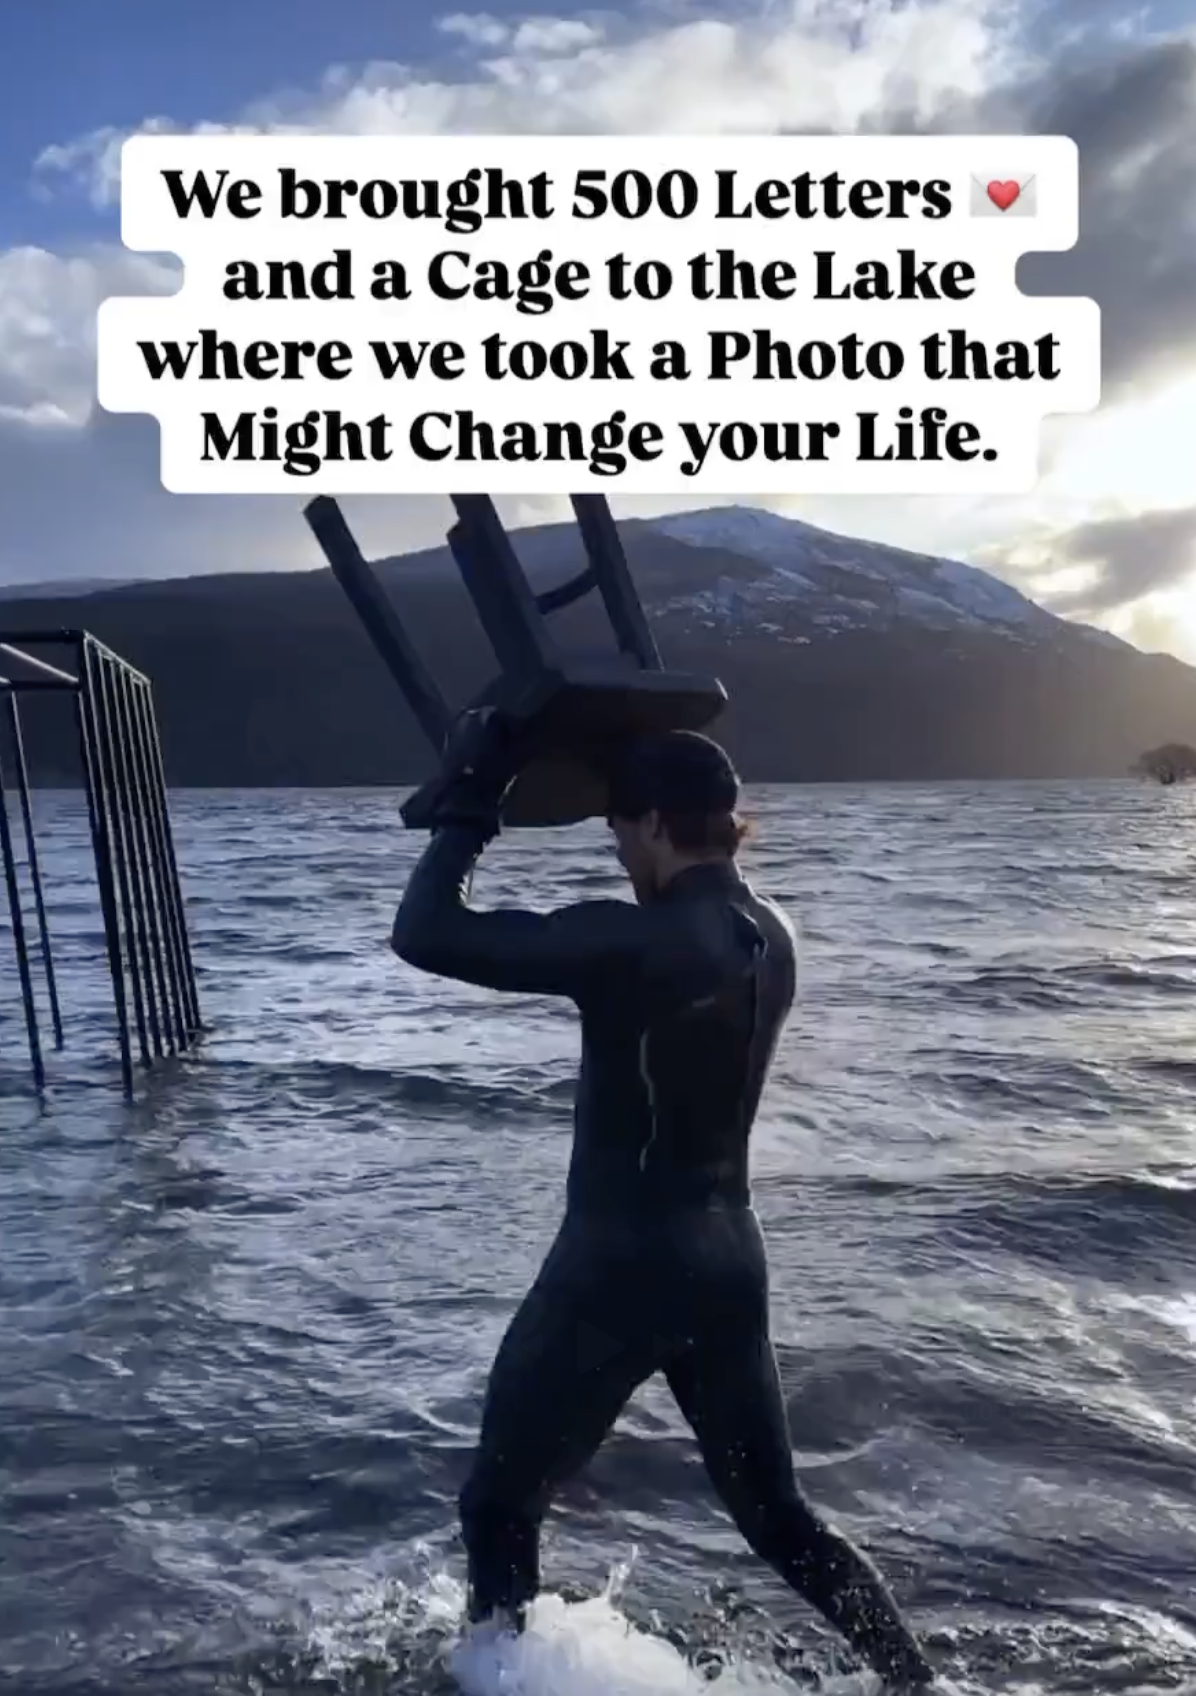 We brought 500 Letters 💌
and a Cage to the Lake
where we took a Photo that
Might Change your Life.